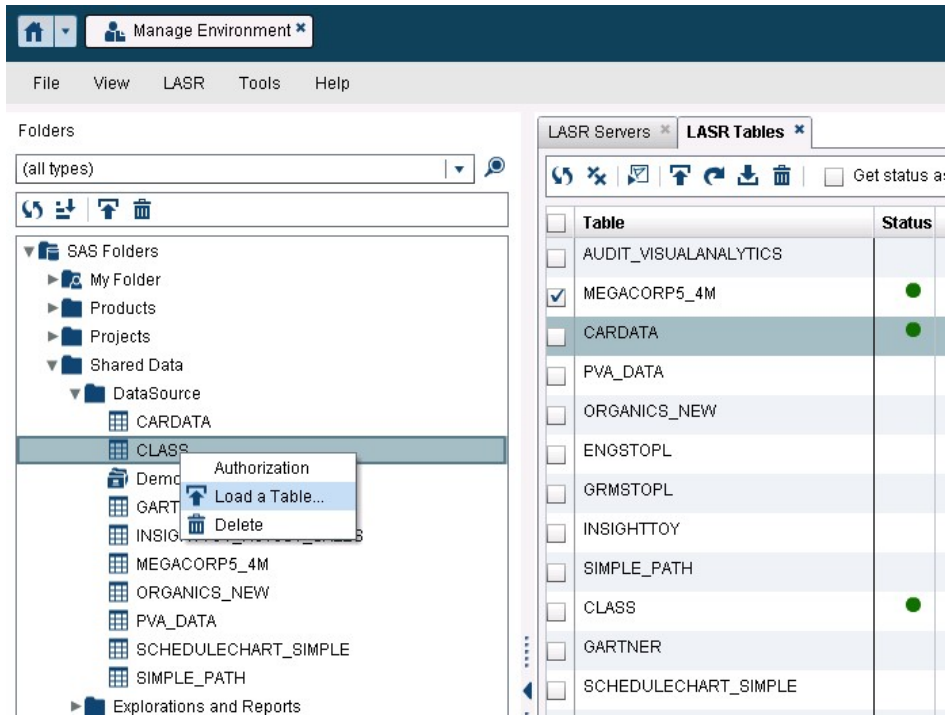 Manage Environment
File View LASR Tools Help
Folders
(all types)
SAS Folders
My Folder
Products
Projects
Shared Data
DataSource
CARDATA
CLASS
Authorization
Load a Table...
Delete
MEGACORP5_4M
ORGANICS_NEW
PVA_DATA
SCHEDULECHART_SIMPLE
SIMPLE_PATH
Explorations and Reports
LASR Servers LASR Tables
Get status
Table Status
AUDIT_VISUALANALYTICS
MEGACORP5_4M
CARDATA
PVA_DATA
ORGANICS_NEW
ENGSTOPL
GRMSTOPL
INSIGHTTOY
SIMPLE_PATH
CLASS
GARTNER
SCHEDULECHART_SIMPLE